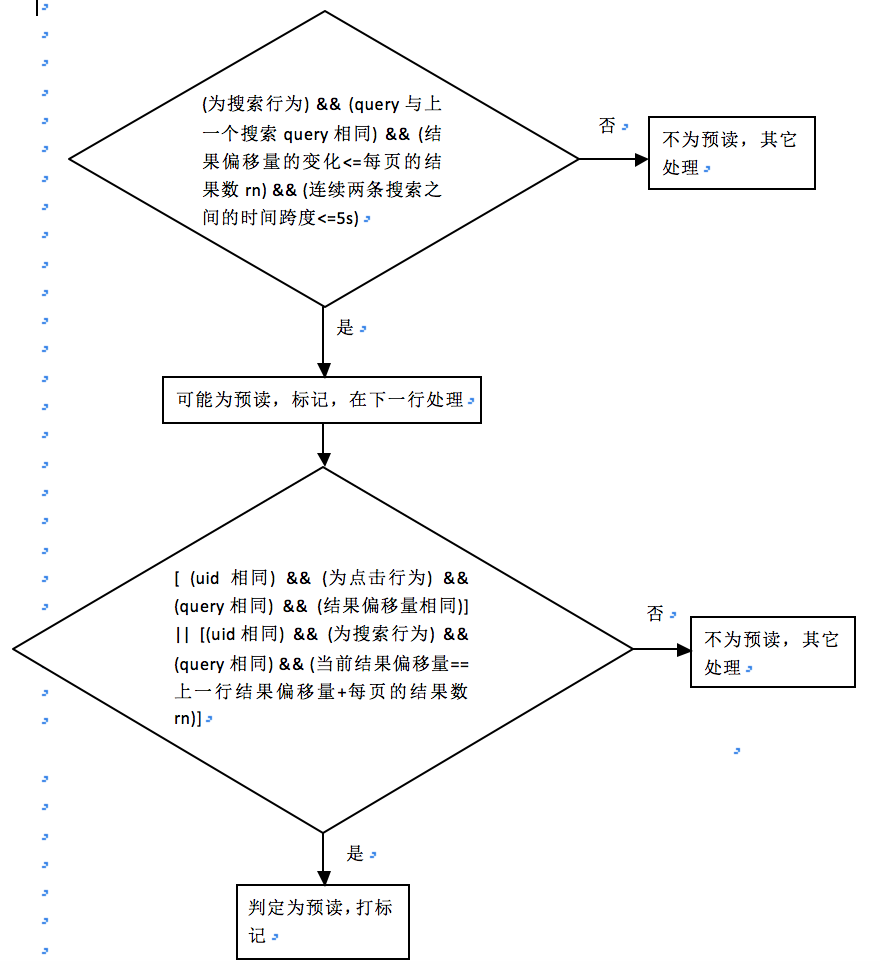 (为搜索行为) && (query 与上
一个搜索 query 相同) && (结
果偏移量的变化<=每页的结
果数 rn) && (连续两条搜索之
间的时间跨度<=5s)
否
不为预读，其它
处理
是
可能为预读，标记，在下一行处理
[ (uid 相同) && (为点击行为) &&
(query 相同) && (结果偏移量相同)]
|| [(uid 相同) && (为搜索行为) &&
(query 相同) && (当前结果偏移量==
上一行结果偏移量+每页的结果数
rn)]
否
不为预读，其它
处理
是
判定为预读，打标
记